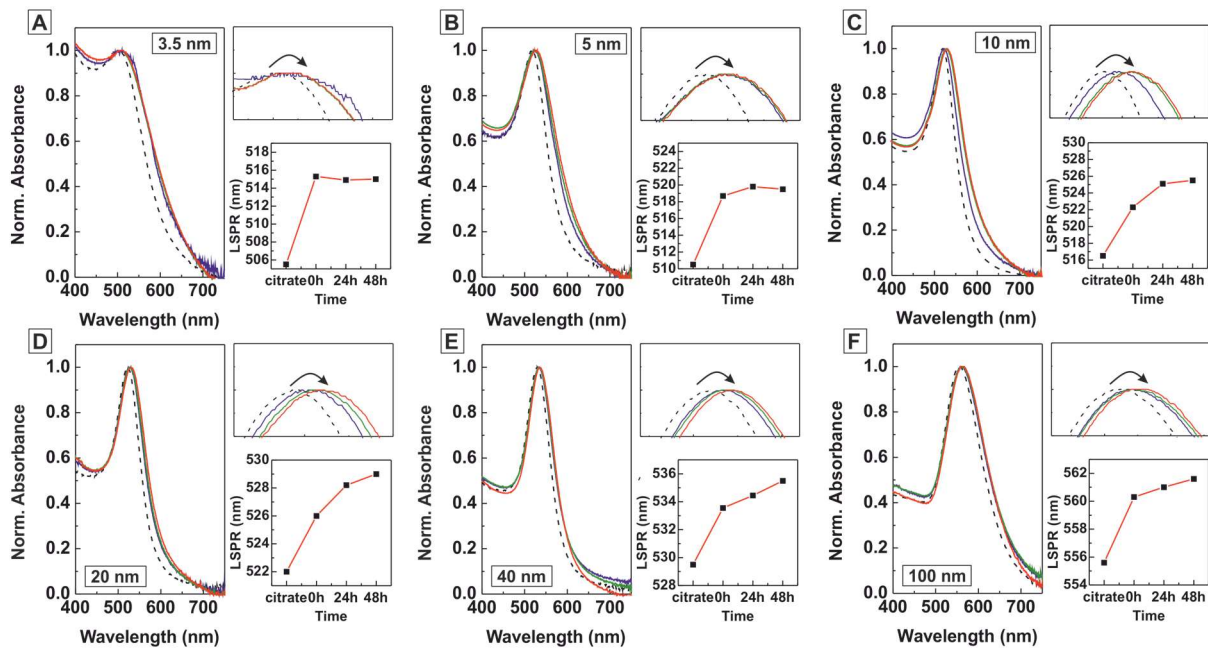 A
3.5 nm
Norm. Absorbance
1.0
0.8
0.6
0.4
0.2
0.0
400 500 600 700
Wavelength (nm)
LSPR (nm)
518
516
514
512
510
508
506
citrate 0h 24h 48h
Time
B
5 nm
Norm. Absorbance
1.0
0.8
0.6
0.4
0.2
0.0
400 500 600 700
Wavelength (nm)
LSPR (nm)
524
522
520
518
516
514
512
510
citrate 0h 24h 48h
Time
C
10 nm
Norm. Absorbance
1.0
0.8
0.6
0.4
0.2
0.0
400 500 600 700
Wavelength (nm)
LSPR (nm)
530
528
526
524
522
520
518
516
citrate 0h 24h 48h
Time
D
20 nm
Norm. Absorbance
1.0
0.8
0.6
0.4
0.2
0.0
400 500 600 700
Wavelength (nm)
LSPR (nm)
530
528
526
524
522
citrate 0h 24h 48h
Time
E
40 nm
Norm. Absorbance
1.0
0.8
0.6
0.4
0.2
0.0
400 500 600 700
Wavelength (nm)
LSPR (nm)
536
534
532
530
528
citrate 0h 24h 48h
Time
F
100 nm
Norm. Absorbance
1.0
0.8
0.6
0.4
0.2
0.0
400 500 600 700
Wavelength (nm)
LSPR (nm)
562
560
558
556
554
citrate 0h 24h 48h
Time